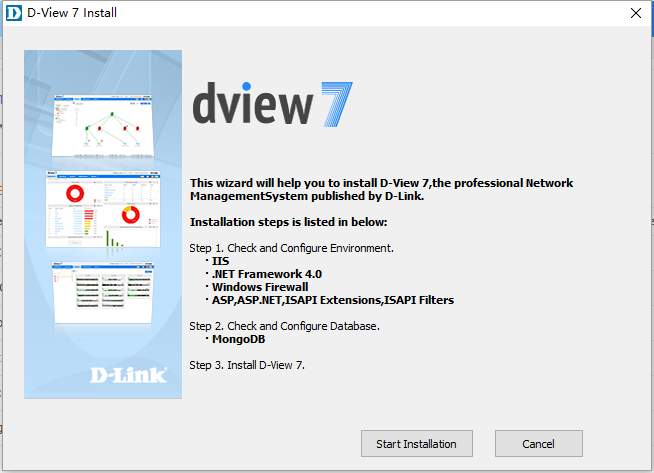 D-View 7 Install
dview 7
This wizard will help you to install D-View 7,the professional Network
ManagementSystem published by D-Link.
Installation steps is listed in below:
Step 1. Check and Configure Environment.
· IIS
· .NET Framework 4.0
· Windows Firewall
· ASP,ASP.NET,ISAPI Extensions,ISAPI Filters
Step 2. Check and Configure Database.
· MongoDB
Step 3. Install D-View 7.
D-Link
Start Installation
Cancel